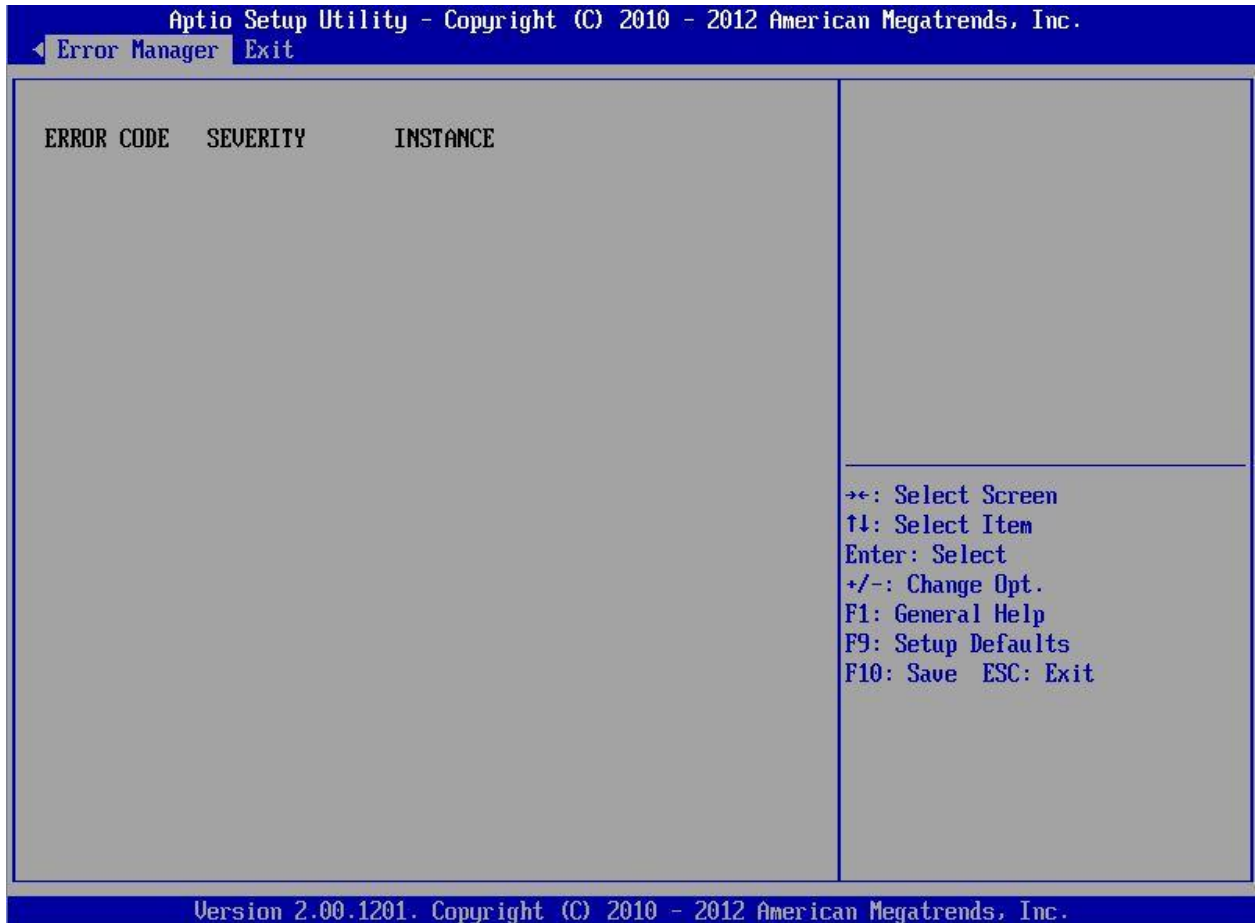 Aptio Setup Utility - Copyright (C) 2010 - 2012 American Megatrends, Inc.
Error Manager Exit
ERROR CODE SEVERITY INSTANCE
→←: Select Screen
↑↓: Select Item
Enter: Select
+/-: Change Opt.
F1: General Help
F9: Setup Defaults
F10: Save ESC: Exit
Version 2.00.1201. Copyright (C) 2010 - 2012 American Megatrends, Inc.